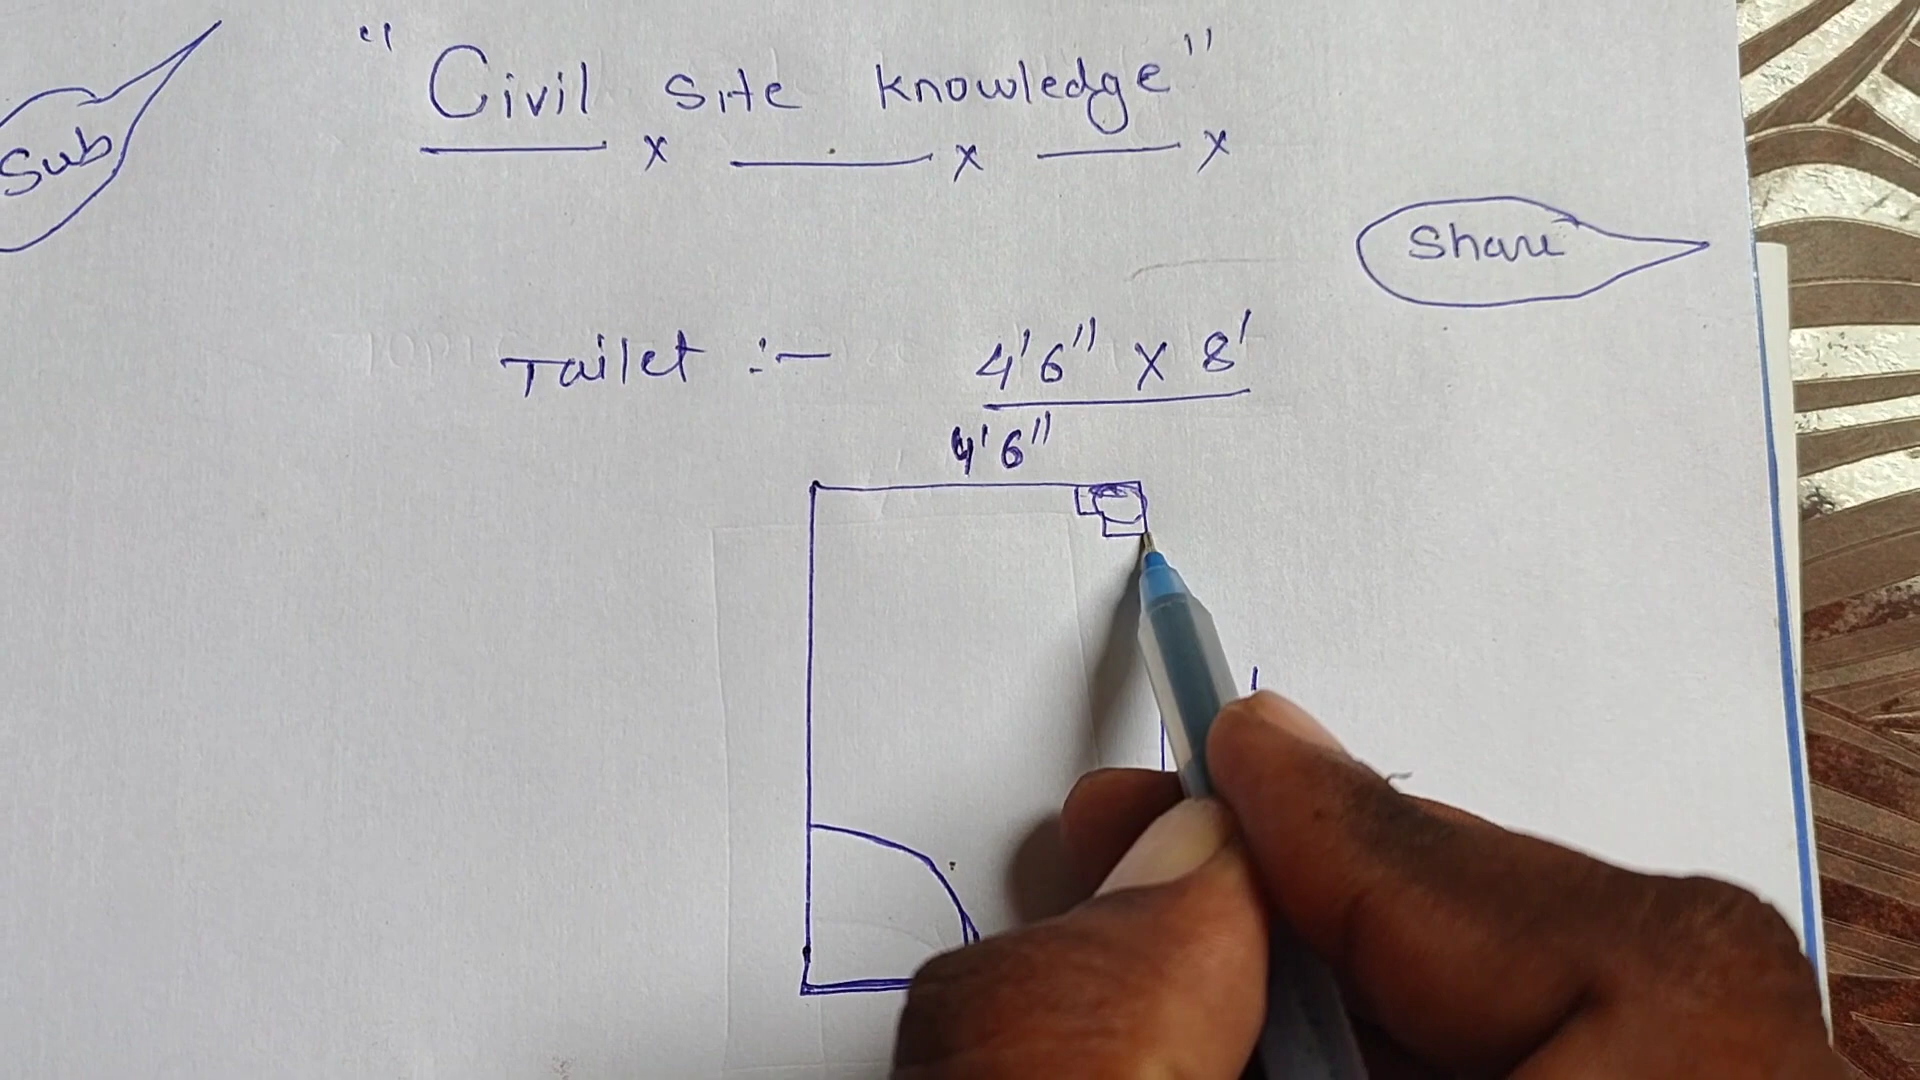 "Civil Site Knowledge"
Sub
Share
Tailet :- 4'6" X 8'
4'6"